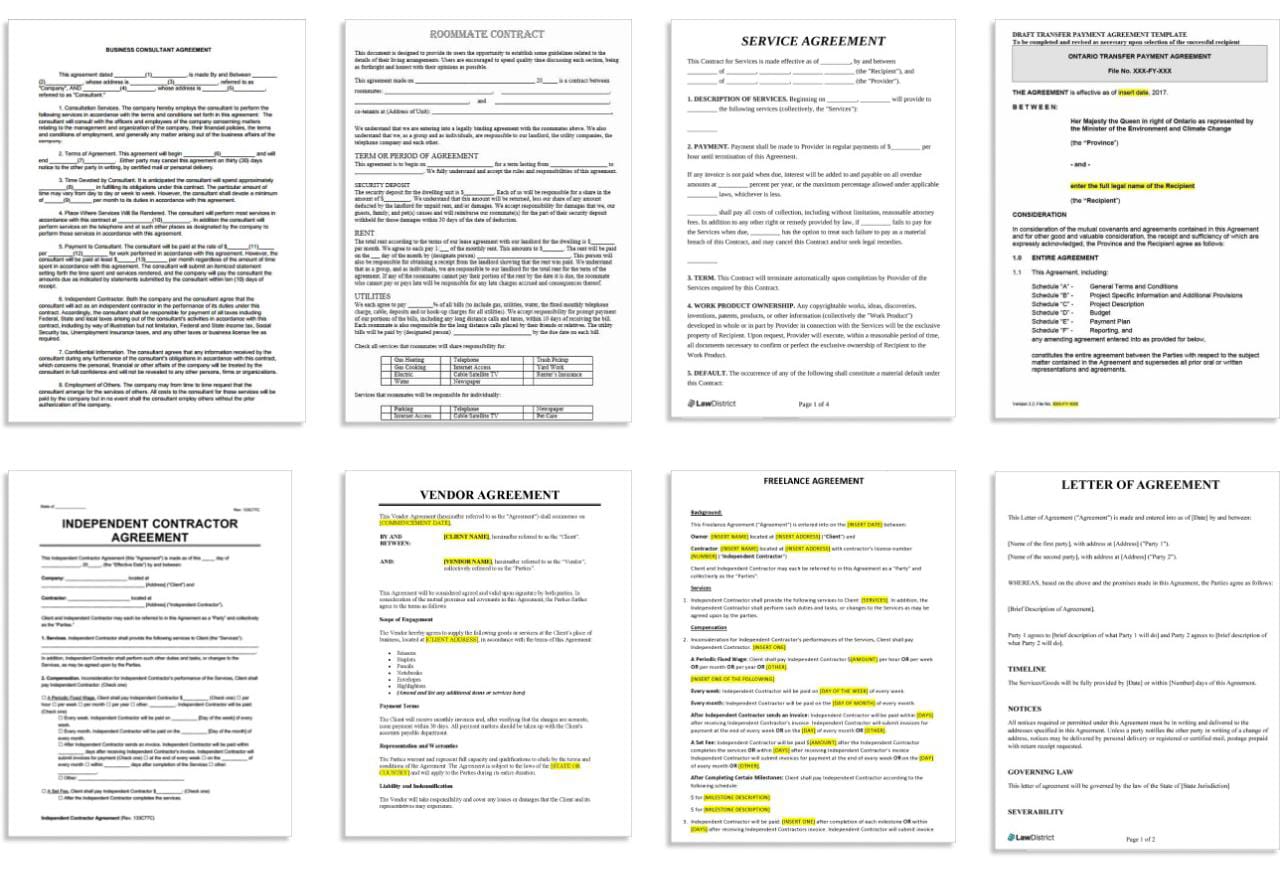 BUSINESS CONSULTANT AGREEMENT
This agreement dated ______(1)______, is made By and Between ______
(2)______, whose address is ______(3)______, referred to as
"Company", AND ______(4)______, whose address is ______(5)______,
referred to as "Consultant."
1. Consultation Services. The company hereby employs the consultant to perform the
following services in accordance with the terms and conditions set forth in this agreement: The
consultant will consult with the officers and employees of the company concerning matters
relating to the management and organization of the company, their financial policies, the terms
and conditions of employment, and generally any matter arising out of the business affairs of the
company.
2. Terms of Agreement. This agreement will begin ______(6)______ and will
end ______(7)______. Either party may cancel this agreement on thirty (30) days
notice to the other party in writing, by certified mail or personal delivery.
3. Time Devoted by Consultant. It is anticipated the consultant will spend approximately
______(8)______ in fulfilling its obligations under this contract. The particular amount of
time may vary from day to day or week to week. However, the consultant shall devote a minimum
of ______(9)______ per month to its duties in accordance with this agreement.
4. Place Where Services Will Be Rendered. The consultant will perform most services in
accordance with this contract at ______(10)______. In addition the consultant will
perform services on the telephone and at such other places as designated by the company to
perform these services in accordance with this agreement.
5. Payment to Consultant. The consultant will be paid at the rate of $______(11)______
per ______(12)______ for work performed in accordance with this agreement. However, the
consultant will be paid at least $______(13)______ per month regardless of the amount of time
spent in accordance with this agreement. The consultant will submit an itemized statement
setting forth the time spent and services rendered, and the company will pay the consultant the
amounts due as indicated by statements submitted by the consultant within ten (10) days of
receipt.
6. Independent Contractor. Both the company and the consultant agree that the
consultant will act as an independent contractor in the performance of its duties under this
contract. Accordingly, the consultant shall be responsible for payment of all taxes including
Federal, State and local taxes arising out of the consultant's activities in accordance with this
contract, including by way of illustration but not limitation, Federal and State income tax, Social
Security tax, Unemployment Insurance taxes, and any other taxes or business license fee as
required.
7. Confidential Information. The consultant agrees that any information received by the
consultant during any furtherance of the consultant's obligations in accordance with this contract,
which concerns the personal, financial or other affairs of the company will be treated by the
consultant in full confidence and will not be revealed to any other persons, firms or organizations.
8. Employment of Others. The company may from time to time request that the
consultant arrange for the services of others. All costs to the consultant for those services will be
paid by the company but in no event shall the consultant employ others without the prior
authorization of the company.
ROOMMATE CONTRACT
This document is designed to provide its users the opportunity to establish some guidelines related to the
details of their living arrangements. Users are encouraged to spend quality time discussing each section, being
as forthright and honest with their opinions as possible.
This agreement made on ______ 20____ is a contract between
roommates: ______, ______,
______, and ______,
co-tenants at (Address of Unit): ______.
We understand that we are entering into a legally binding agreement with the roommates above. We also
understand that we, as a group and as individuals, are responsible to our landlord, the utility companies, the
telephone company and each other.
TERM OR PERIOD OF AGREEMENT
This agreement is to begin on ______ for a term lasting from ______ to
______. We fully understand and accept the rules and responsibilities of this agreement.
SECURITY DEPOSIT
The security deposit for the dwelling unit is $______. Each of us will be responsible for a share in the
amount of $______. We understand that this amount will be returned, less our share of any amount
deducted by the landlord for unpaid rent, and/or damages. We accept responsibility for damages that we, our
guests, family; and pet(s) causes and will reimburse our roommate(s) for the part of their security deposit
withheld for those damages within 30 days of the date of deduction.
RENT
The total rent according to the terms of our lease agreement with our landlord for the dwelling is $______
per month. We agree to each pay 1/____ of the monthly rent. This amounts to $______. The rent will be paid
on the ____ day of the month by (designate person) ______. This person will
also be responsible for obtaining a receipt from the landlord showing that the rent was paid. We understand
that as a group, and as individuals, we are responsible to our landlord for the total rent for the term of the
agreement. If any of the roommates cannot pay their portion of the rent by the date it is due, the roommate
who cannot pay or pays late will be responsible for any late charges accrued and consequences thereof.
UTILITIES
We each agree to pay ______% of all bills (to include gas, utilities, water, the fixed monthly telephone
charge, cable, deposits and/or hook-up charges for all utilities). We accept responsibility for prompt payment
of our portions of the bills, including any long distance calls and taxes, within 10 days of receiving the bill.
Each roommate is also responsible for the long distance calls placed by their friends or relatives. The utility
bills will be paid by (designated person) ______ by the due date on each bill.
Check all services that roommates will share responsibility for:
Gas Heating Telephone Trash Pickup
Gas Cooking Internet Access Yard Work
Electric Cable/Satellite TV Renter's Insurance
Water Newspaper
Services that roommates will be responsible for individually:
Parking Telephone Newspaper
Internet Access Cable/Satellite TV Pet Care
SERVICE AGREEMENT
This Contract for Services is made effective as of ______, by and between
______ of ______, ______, ______ (the "Recipient"), and
______ of ______, ______, ______ (the "Provider").
1. DESCRIPTION OF SERVICES. Beginning on ______, ______ will provide to
______ the following services (collectively, the "Services"):
______
2. PAYMENT. Payment shall be made to Provider in regular payments of $______ per
hour until termination of this Agreement.
If any invoice is not paid when due, interest will be added to and payable on all overdue
amounts at ______ percent per year, or the maximum percentage allowed under applicable
______ laws, whichever is less.
______ shall pay all costs of collection, including without limitation, reasonable attorney
fees. In addition to any other right or remedy provided by law, if ______ fails to pay for
the Services when due, ______ has the option to treat such failure to pay as a material
breach of this Contract, and may cancel this Contract and/or seek legal remedies.
______
3. TERM. This Contract will terminate automatically upon completion by Provider of the
Services required by this Contract.
4. WORK PRODUCT OWNERSHIP. Any copyrightable works, ideas, discoveries,
inventions, patents, products, or other information (collectively the "Work Product")
developed in whole or in part by Provider in connection with the Services will be the exclusive
property of Recipient. Upon request, Provider will execute, within a reasonable period of time,
all documents necessary to confirm or perfect the exclusive ownership of Recipient to the
Work Product.
5. DEFAULT. The occurrence of any of the following shall constitute a material default under
this Contract:
LawDistrict Page 1 of 4
DRAFT TRANSFER PAYMENT AGREEMENT TEMPLATE
To be completed and revised as necessary upon selection of the successful recipient
ONTARIO TRANSFER PAYMENT AGREEMENT
File No. XXX-FY-XXX
THE AGREEMENT is effective as of insert date, 2017.
B E T W E E N:
Her Majesty the Queen in right of Ontario as represented by
the Minister of the Environment and Climate Change
(the "Province")
- and -
enter the full legal name of the Recipient
(the "Recipient")
CONSIDERATION
In consideration of the mutual covenants and agreements contained in this Agreement
and for other good and valuable consideration, the receipt and sufficiency of which are
expressly acknowledged, the Province and the Recipient agree as follows:
1.0 ENTIRE AGREEMENT
1.1 This Agreement, including:
Schedule "A" - General Terms and Conditions
Schedule "B" - Project Specific Information and Additional Provisions
Schedule "C" - Project Description
Schedule "D" - Budget
Schedule "E" - Payment Plan
Schedule "F" - Reporting, and
any amending agreement entered into as provided for below,
constitutes the entire agreement between the Parties with respect to the subject
matter contained in the Agreement and supersedes all prior oral or written
representations and agreements.
File No. XXX-FY-XXX
State of ______
Rev. 133C77C
INDEPENDENT CONTRACTOR
AGREEMENT
This Independent Contractor Agreement (this "Agreement") is made as of this ____ day of
______, 20____ (the "Effective Date") by and between:
Company: ______ located at
______ [Address] ("Client") and
Contractor: ______ located at
______ [Address] ("Independent Contractor").
Client and Independent Contractor may each be referred to in this Agreement as a "Party" and collectively
as the "Parties."
1. Services. Independent Contractor shall provide the following services to Client (the "Services"):
In addition, Independent Contractor shall perform such other duties and tasks, or changes to the
Services, as may be agreed upon by the Parties.
2. Compensation. In consideration for Independent Contractor's performance of the Services, Client shall
pay Independent Contractor: (Check one)
☐ A Periodic Fixed Wage. Client shall pay Independent Contractor $______ (Check one) ☐ per
hour ☐ per week ☐ per month ☐ per year ☐ other: ______. Independent Contractor will be paid:
(Check one)
☐ Every week. Independent Contractor will be paid on ______ [Day of the week] of every
week.
☐ Every month. Independent Contractor will be paid on the ______ [Day of the month] of
every month.
☐ After Independent Contractor sends an invoice. Independent Contractor will be paid within
______ days after receiving Independent Contractor's invoice. Independent Contractor will submit
invoices for payment (Check one) ☐ at the end of every week ☐ on the ______ of
every month ☐ within ______ days after completion of the Services ☐ other:
☐ Other: ______
☐ A Set Fee. Client shall pay Independent Contractor $______. (Check one)
☐ After the Independent Contractor completes the services.
Independent Contractor Agreement (Rev. 133C77C)
VENDOR AGREEMENT
This Vendor Agreement (hereinafter referred to as the "Agreement") shall commence on
[COMMENCEMENT DATE],
BY AND
BETWEEN: [CLIENT NAME], hereinafter referred to as the "Client".
AND: [VENDOR NAME], hereinafter referred to as the "Vendor",
collectively referred to as the "Parties".
This Agreement will be considered agreed and valid upon signature by both parties. In
consideration of the mutual promises and covenants in this Agreement, the Parties further
agree to the terms as follows
Scope of Engagement
The Vendor hereby agrees to supply the following goods or services at the Client's place of
business, located at [CLIENT ADDRESS], in accordance with the terms of this Agreement:
• Erasers
• Staplers
• Pencils
• Notebooks
• Envelopes
• Highlighters
• (Amend and list any additional items or services here)
Payment Terms
The Client will receive monthly invoices and, after verifying that the charges are accurate,
issue payment within 30 days. All payment matters should be taken up with the Client's
accounts payable department.
Representation and Warranties
The Parties warrant and represent full capacity and qualifications to abide by the terms and
conditions of the Agreement. The Agreement is subject to the laws of the [STATE OR
COUNTRY] and will apply to the Parties during its entire duration.
Liability and Indemnification
The Vendor will take responsibility and cover any losses or damages that the Client and its
representatives may experience.
FREELANCE AGREEMENT
Background:
This Freelance Agreement ("Agreement") is entered into on the [INSERT DATE] between:
Owner: [INSERT NAME] located at [INSERT ADDRESS] ("Client") and
Contractor: [INSERT NAME] located at [INSERT ADDRESS] with contractor's license number
[NUMBER] ("Independent Contractor").
Client and Independent Contractor may each be referred to in this Agreement as a "Party" and
collectively as the "Parties".
Services
1. Independent Contractor shall provide the following services to Client: [SERVICES]. In addition, the
Independent Contractor shall perform such duties and tasks, or changes to the Services as may be
agreed upon by the parties.
Compensation
2. Inconsideration for Independent Contractor's performances of the Services, Client shall pay
Independent Contractor: [INSERT ONE]
A Periodic Fixed Wage: Client shall pay Independent Contractor $[AMOUNT] per hour OR per week
OR per month OR per year OR [OTHER].
[INSERT ONE OF THE FOLLOWING]
Every week: Independent Contractor will be paid on [DAY OF THE WEEK] of every week.
Every month: Independent Contractor will be paid on the [DAY OF MONTH] of every month
After Independent Contractor sends an invoice: Independent Contractor will be paid within [DAYS]
after receiving Independent Contractor's invoice. Independent Contractor will submit invoices for
payment at the end of every week OR on the [DAY] of every month OR [OTHER].
A Set Fee: Independent Contractor will be paid $[AMOUNT] after the Independent Contractor
completes the services OR within [DAYS] after receiving Independent Contractor's invoice
Independent Contractor will submit invoices for payment at the end of every week OR on the [DAY]
of every month OR [OTHER].
After Completing Certain Milestones: Client shall pay Independent Contractor according to the
following schedule:
$ for [MILESTONE DESCRIPTION]
$ for [MILESTONE DESCRIPTION]
3. Independent Contractor will be paid: [INSERT ONE] after completion of each milestone OR within
[DAYS] after receiving Independent Contractors invoice. Independent Contractor will submit invoice
LETTER OF AGREEMENT
This Letter of Agreement ("Agreement") is made and entered into as of [Date] by and between:
[Name of the first party], with address at [Address] ("Party 1").
[Name of the second party], with address at [Address] ("Party 2").
WHEREAS, based on the above and the promises made in this Agreement, the Parties agree as follows:
[Brief Description of Agreement].
Party 1 agrees to [brief description of what Party 1 will do] and Party 2 agrees to [brief description of
what Party 2 will do].
TIMELINE
The Services/Goods will be fully provided by [Date] or within [Number] days of this Agreement.
NOTICES
All notices required or permitted under this Agreement must be in writing and delivered to the
addresses specified in this Agreement. Unless a party notifies the other party in writing of a change of
address, notices may be delivered by personal delivery or registered or certified mail, postage prepaid
with return receipt requested.
GOVERNING LAW
This letter of agreement will be governed by the law of the State of [State Jurisdiction]
SEVERABILITY
LawDistrict Page 1 of 2